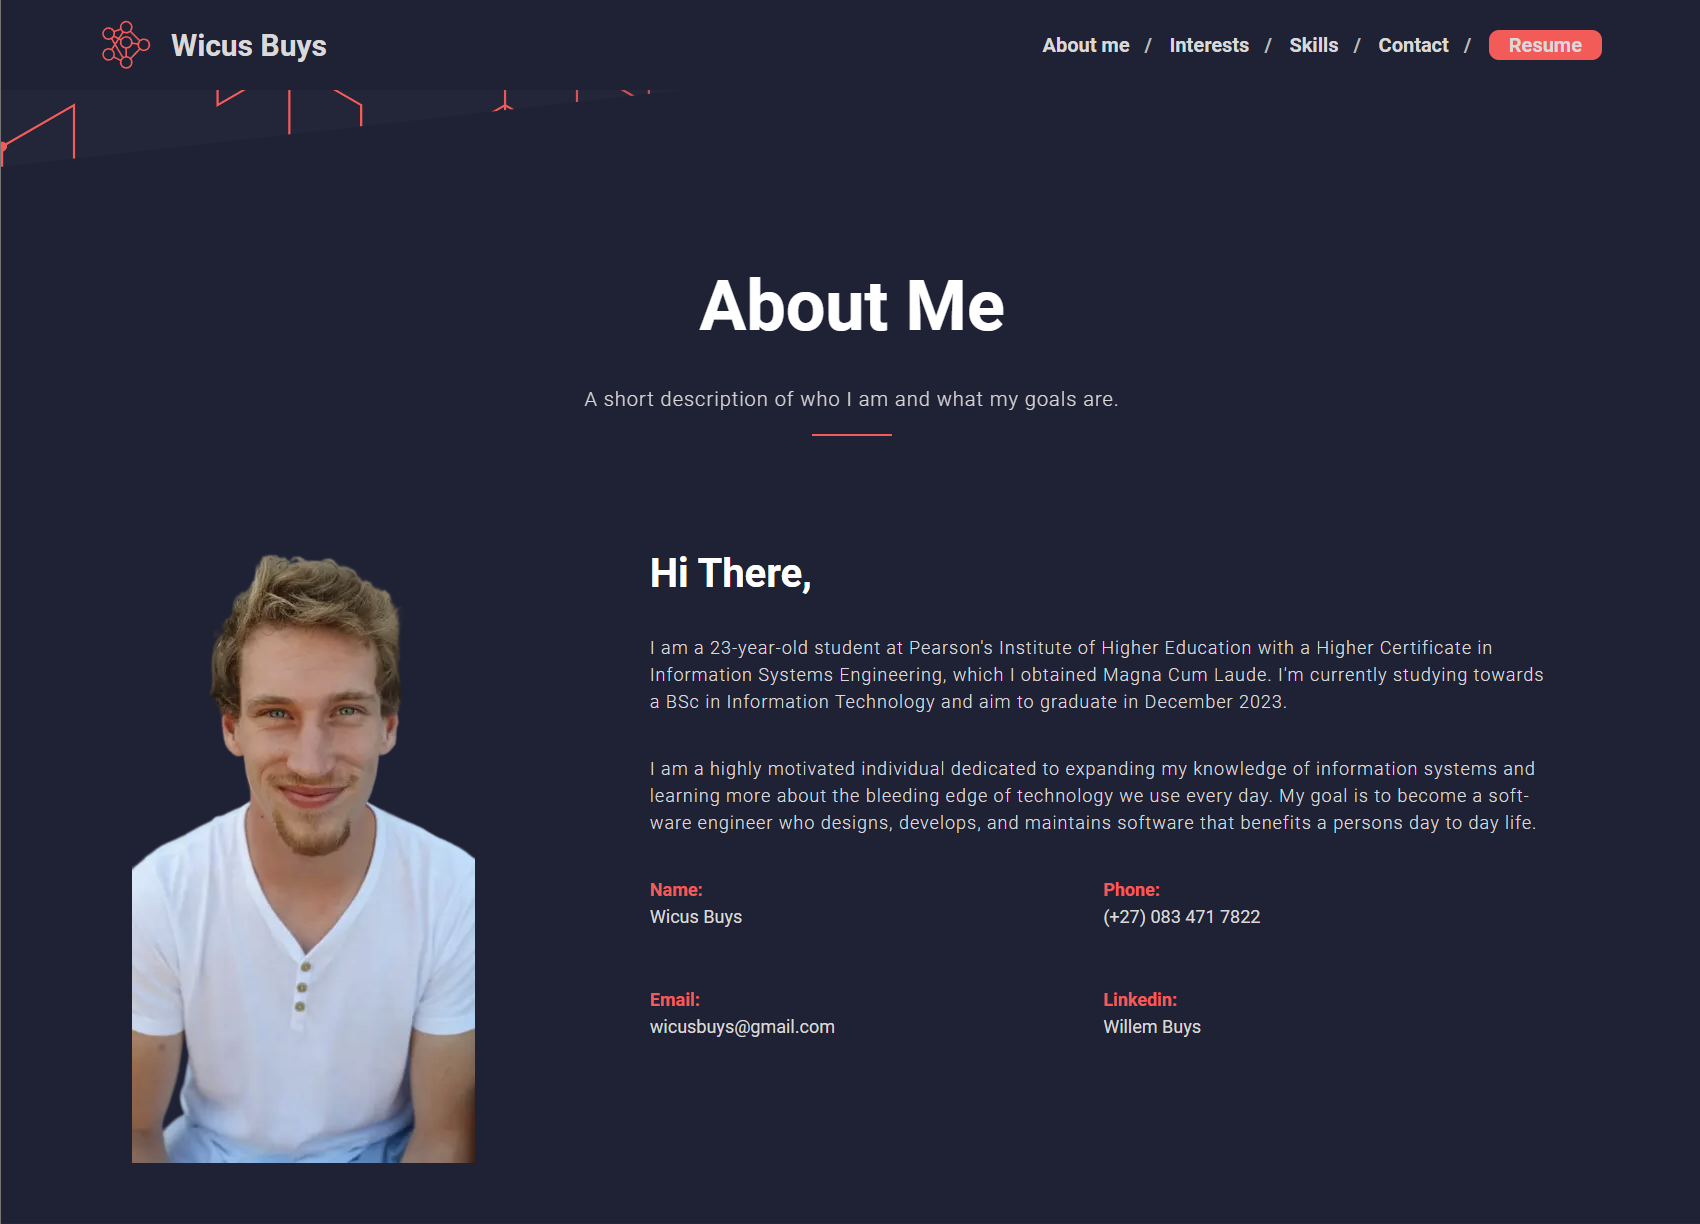 Wicus Buys
About me / Interests / Skills / Contact / Resume
About Me
A short description of who I am and what my goals are.
Hi There,
I am a 23-year-old student at Pearson's Institute of Higher Education with a Higher Certificate in
Information Systems Engineering, which I obtained Magna Cum Laude. I'm currently studying towards
a BSc in Information Technology and aim to graduate in December 2023.
I am a highly motivated individual dedicated to expanding my knowledge of information systems and
learning more about the bleeding edge of technology we use every day. My goal is to become a soft-
ware engineer who designs, develops, and maintains software that benefits a persons day to day life.
Name:
Wicus Buys
Phone:
(+27) 083 471 7822
Email:
wicusbuys@gmail.com
Linkedin:
Willem Buys